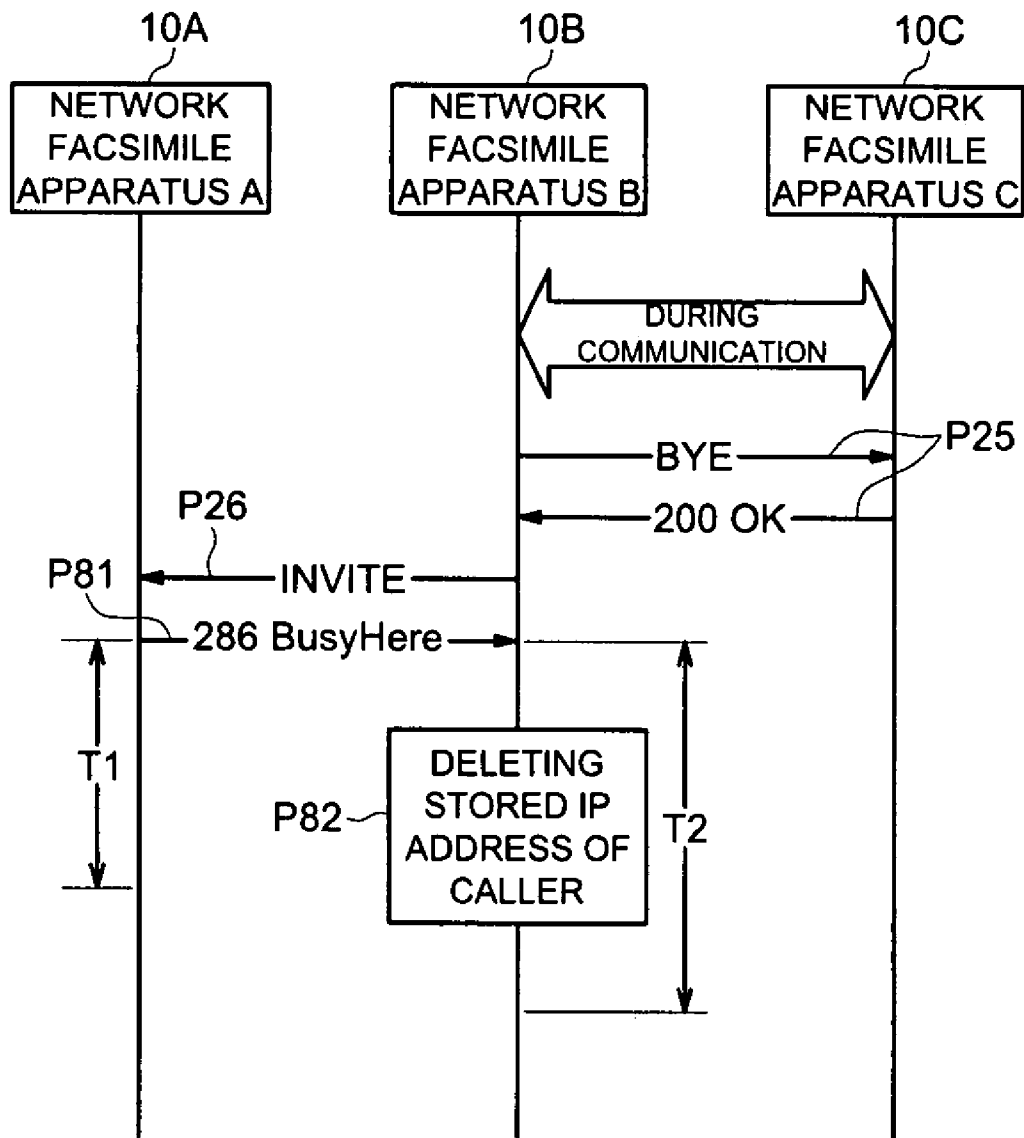 10A
10B
10C
NETWORK
FACSIMILE
APPARATUS A
NETWORK
FACSIMILE
APPARATUS B
NETWORK
FACSIMILE
APPARATUS C
DURING
COMMUNICATION
BYE
P25
200 OK
P26
INVITE
P81
286 BusyHere
T1
P82
DELETING
STORED IP
ADDRESS OF
CALLER
T2